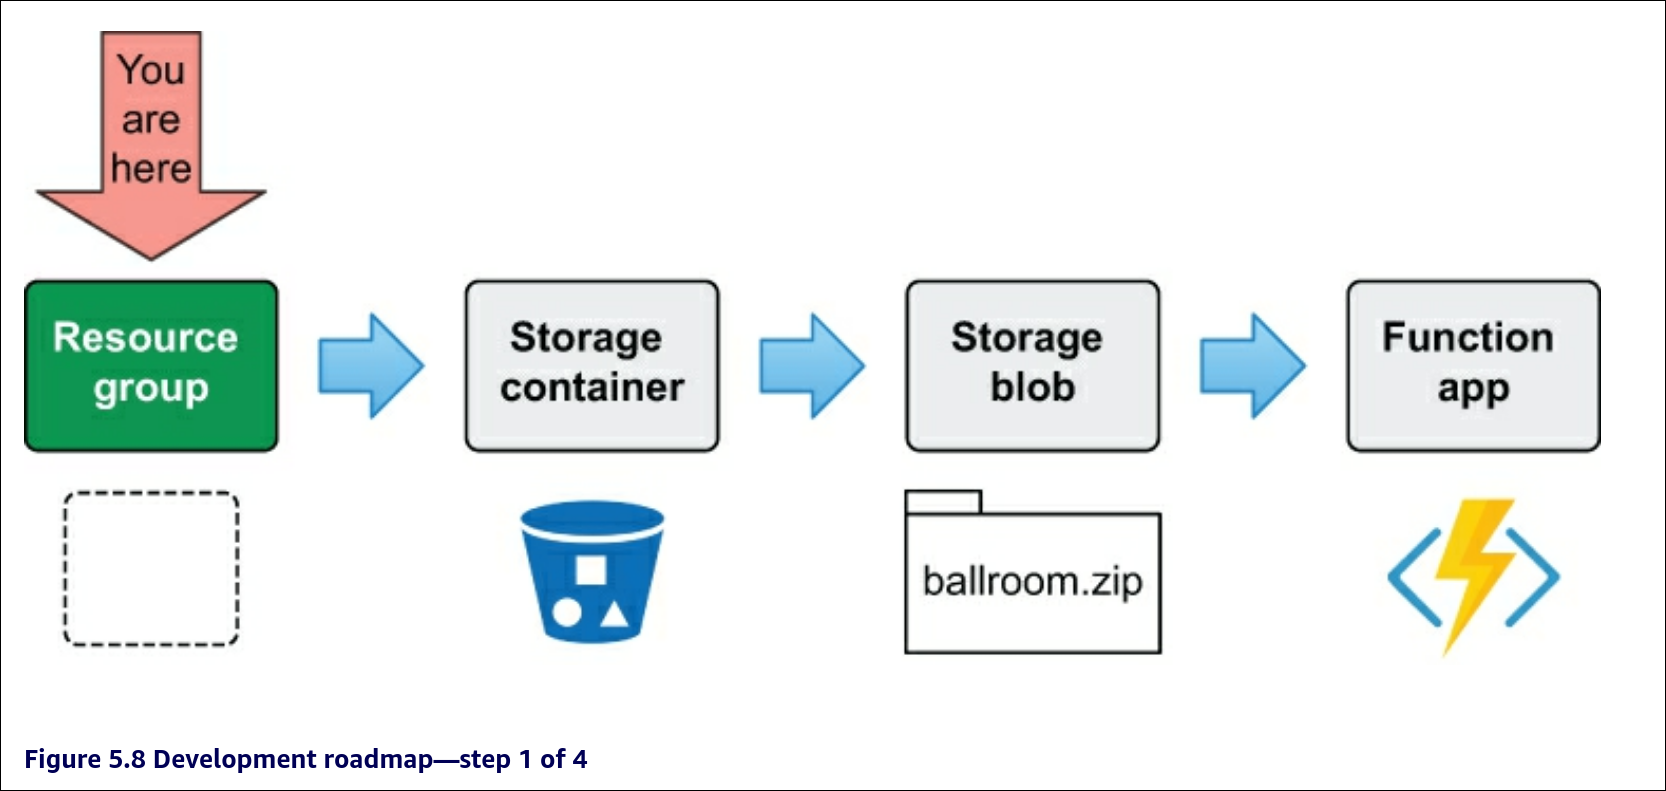 You
are
here
Resource
group
Storage
container
Storage
blob
Function
app
ballroom.zip
Figure 5.8 Development roadmap—step 1 of 4